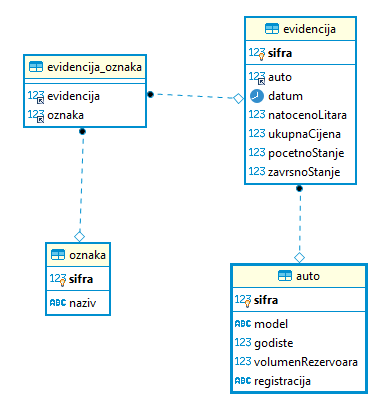 evidencija
123 sifra
123 auto
datum
123 natocenoLitara
123 ukupnaCijena
123 pocetnoStanje
123 zavrsnoStanje
evidencija_oznaka
123 evidencija
123 oznaka
oznaka
123 sifra
ABC naziv
auto
123 sifra
ABC model
123 godiste
123 volumenRezervoara
ABC registracija